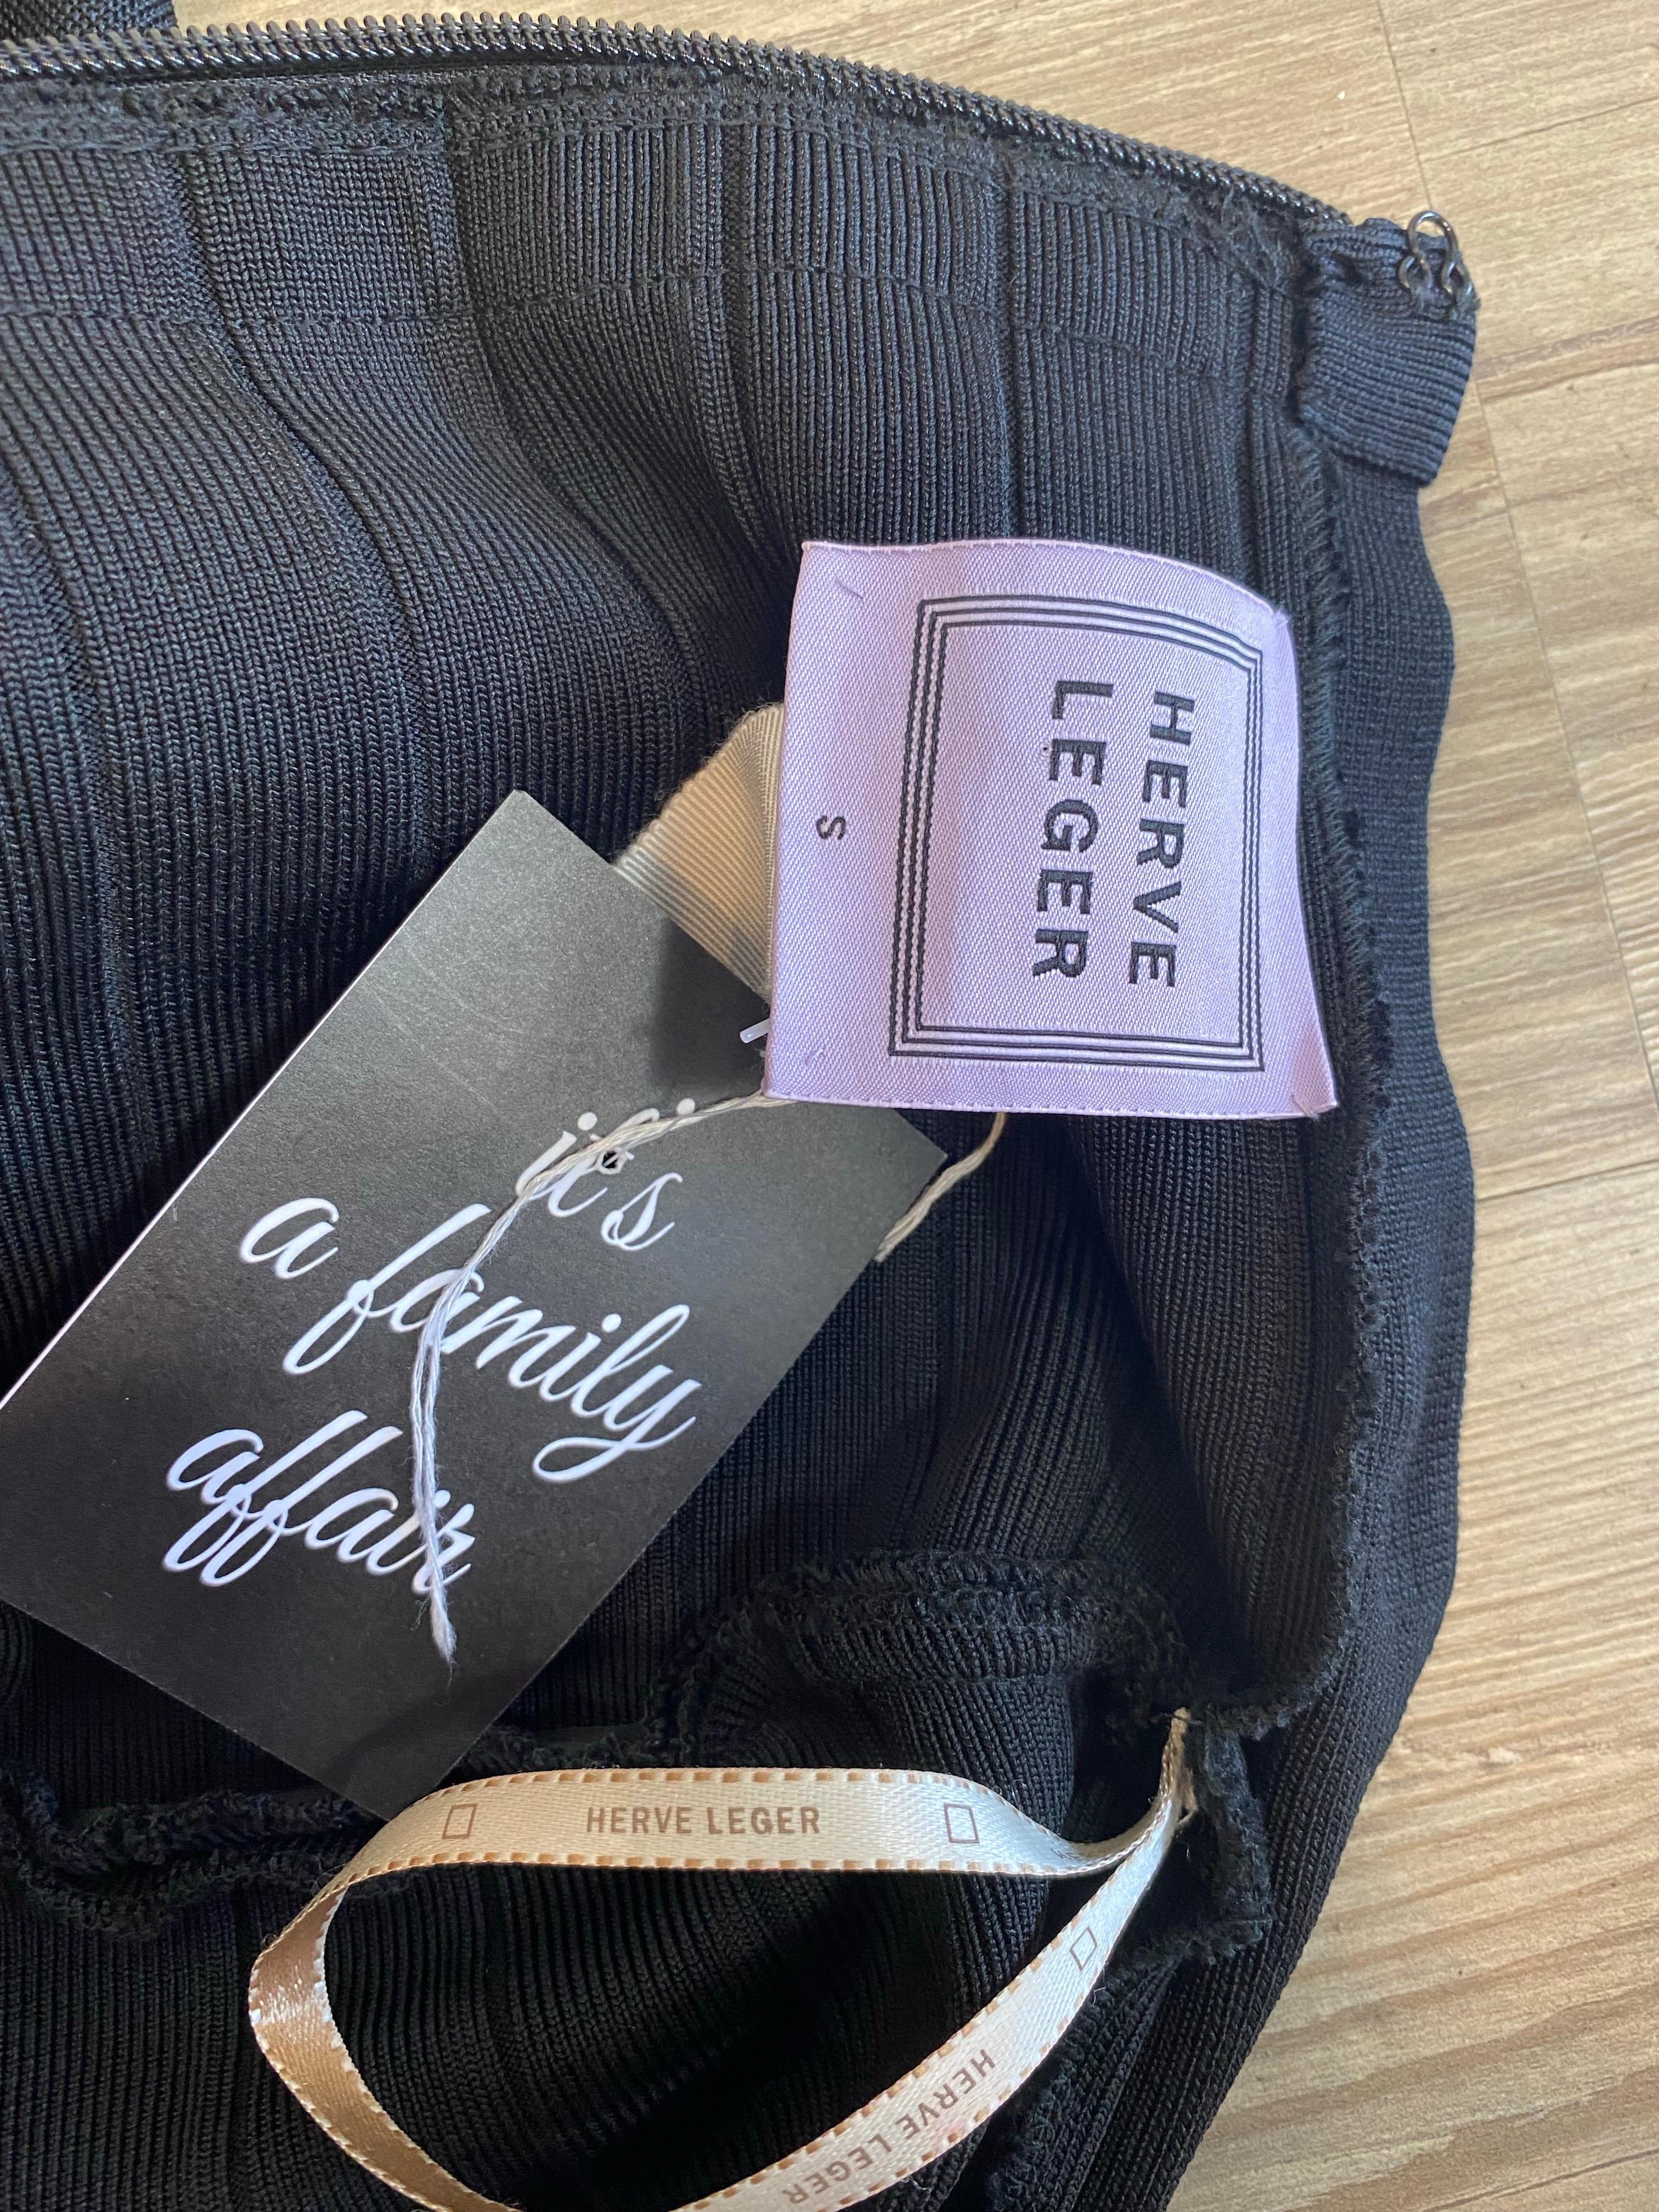 HERVE
LEGER
S
it's
a family
affair
HERVE LEGER
HERVE LEGER